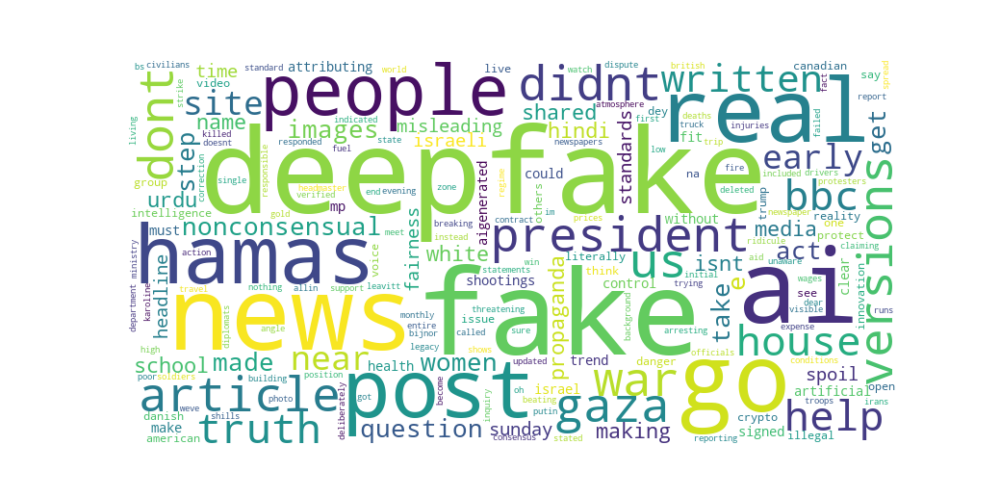 bs civilians standard attributing live world watch dispute british canadian say spread
time video people didnt written real fact report
dont site atmosphere shared dey truck injuries failed strike
name images misleading hindi standards fit deaths first trip
living killed doesnt indicated responded fuel state israeli newspapers low fire early get
step deepfake zone could na included drivers protesters
urdu correction single responsible headmaster verified end evening mp others deleted trump bbc
group intelligence gold regime im contract prices without newspaper reality one protect
nonconsensual voice meet breaking aigenerated instead president media act claiming versions
must white fairness literally us isnt aid ridicule unaware
hamas headline action statements win think control take e wages clear innovation
department ministry karoline travel allin support leavitt shootings propaganda initial trying see dear visible runs
news fake ai expense
diplomats angle monthly entire threatening called sure issue background arresting house
high school made near bijnor legacy updated shows trend danger officials conditions
poor soldiers building position health women israel war go spoil open
article photo got post become oh beating artificial troops irans
danish weve shills deliberately inquiry putin gaza crypto signed help
make truth question sunday making illegal
american consensus stated reporting